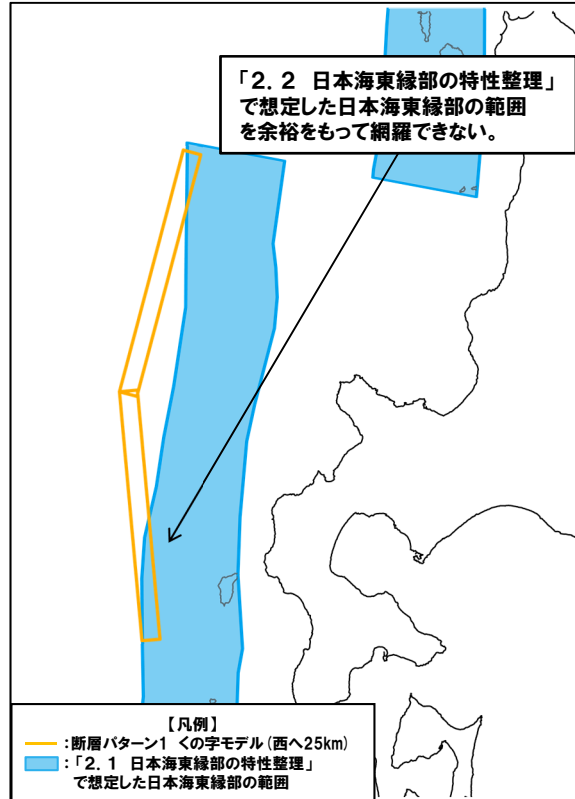 「2．2　日本海東縁部の特性整理」
で想定した日本海東縁部の範囲
を余裕をもって網羅できない。
【凡例】
：断層パターン1　くの字モデル（西へ25km）
：「2．1　日本海東縁部の特性整理」
で想定した日本海東縁部の範囲